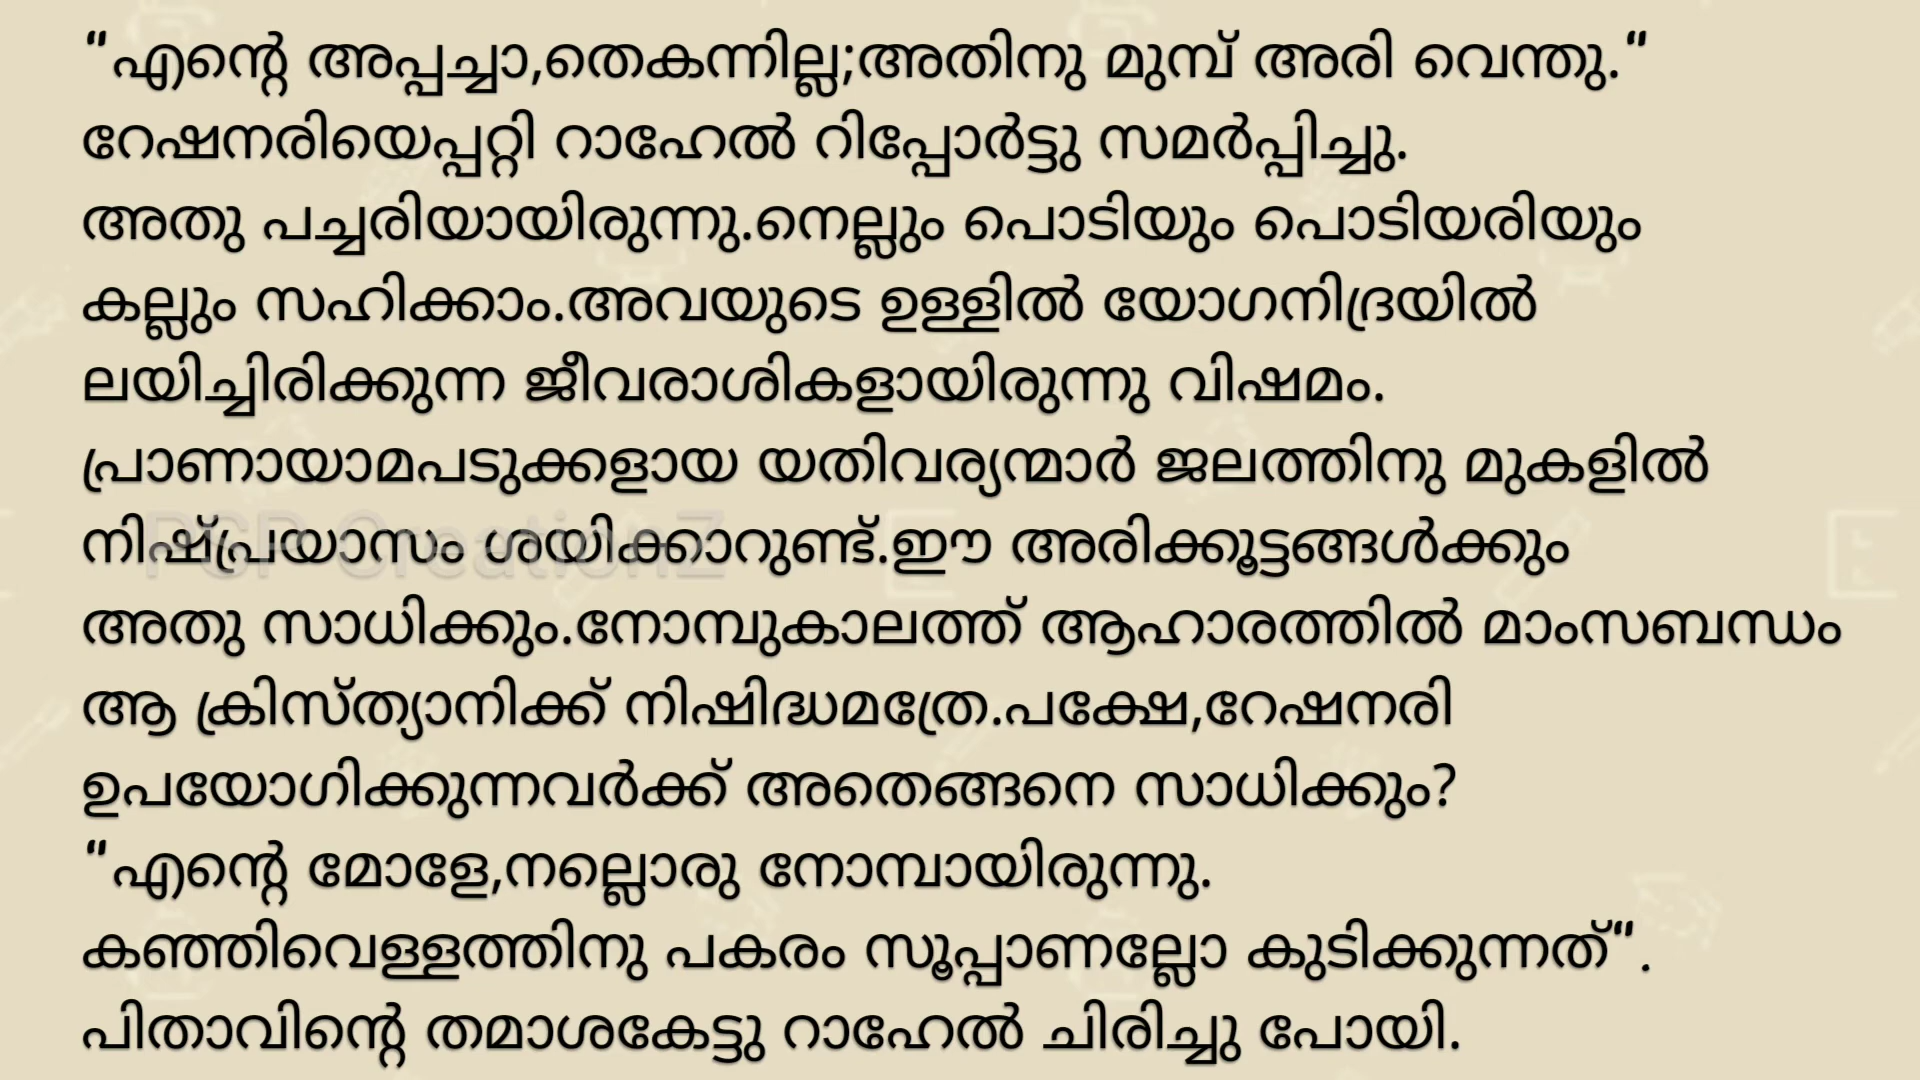 “എന്റെ അപ്പച്ചാ,തെകന്നില്ല;അതിനു മുമ്പ് അരി വെന്തു.“
റേഷനരിയെപ്പറ്റി റാഹേൽ റിപ്പോർട്ടു സമർപ്പിച്ചു.
അതു പച്ചരിയായിരുന്നു.നെല്ലും പൊടിയും പൊടിയരിയും
കല്ലും സഹിക്കാം.അവയുടെ ഉള്ളിൽ യോഗനിദ്രയിൽ
ലയിച്ചിരിക്കുന്ന ജീവരാശികളായിരുന്നു വിഷമം.
പ്രാണായാമപടുക്കളായ യതിവര്യന്മാർ ജലത്തിനു മുകളിൽ
നിഷ്പ്രയാസം ശയിക്കാറുണ്ട്.ഈ അരിക്കൂട്ടങ്ങൾക്കും
അതു സാധിക്കും.നോമ്പുകാലത്ത് ആഹാരത്തിൽ മാംസബന്ധം
ആ ക്രിസ്ത്യാനിക്ക് നിഷിദ്ധമത്രേ.പക്ഷേ,റേഷനരി
ഉപയോഗിക്കുന്നവർക്ക് അതെങ്ങനെ സാധിക്കും?
“എന്റെ മോളേ,നല്ലൊരു നോമ്പായിരുന്നു.
കഞ്ഞിവെള്ളത്തിനു പകരം സൂപ്പാണല്ലോ കുടിക്കുന്നത്“.
പിതാവിന്റെ തമാശകേട്ടു റാഹേൽ ചിരിച്ചു പോയി.
PSP CreationZ